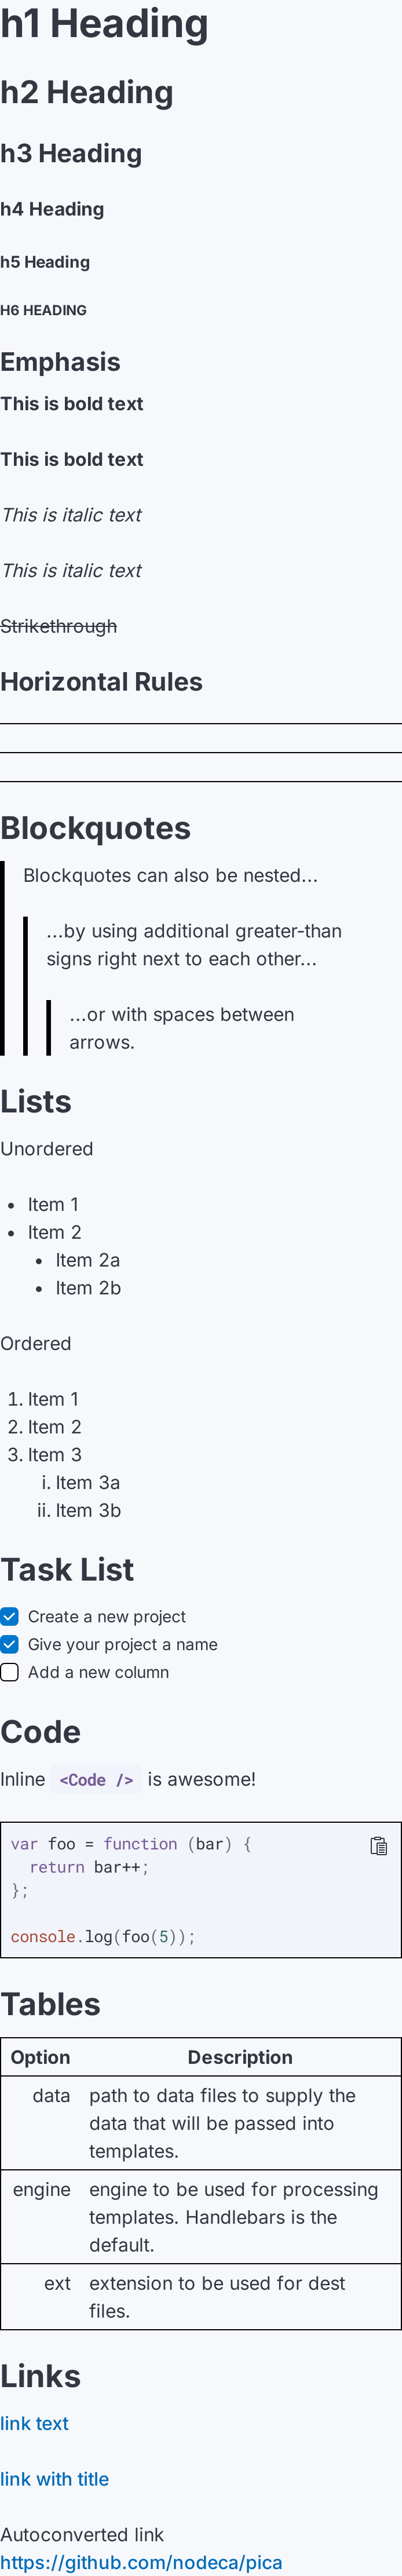 h1 Heading
h2 Heading
h3 Heading
h4 Heading
h5 Heading
H6 HEADING
Emphasis
This is bold text
This is bold text
This is italic text
This is italic text
Strikethrough
Horizontal Rules
Blockquotes
Blockquotes can also be nested...
...by using additional greater-than
signs right next to each other...
...or with spaces between
arrows.
Lists
Unordered
• Item 1
• Item 2
• Item 2a
• Item 2b
Ordered
1. Item 1
2. Item 2
3. Item 3
i. Item 3a
ii. Item 3b
Task List
Create a new project
Give your project a name
Add a new column
Code
Inline <Code /> is awesome!
var foo = function (bar) {
  return bar++;
};
console.log(foo(5));
Tables
Option Description
data path to data files to supply the
data that will be passed into
templates.
engine engine to be used for processing
templates. Handlebars is the
default.
ext extension to be used for dest
files.
Links
link text
link with title
Autoconverted link
https://github.com/nodeca/pica